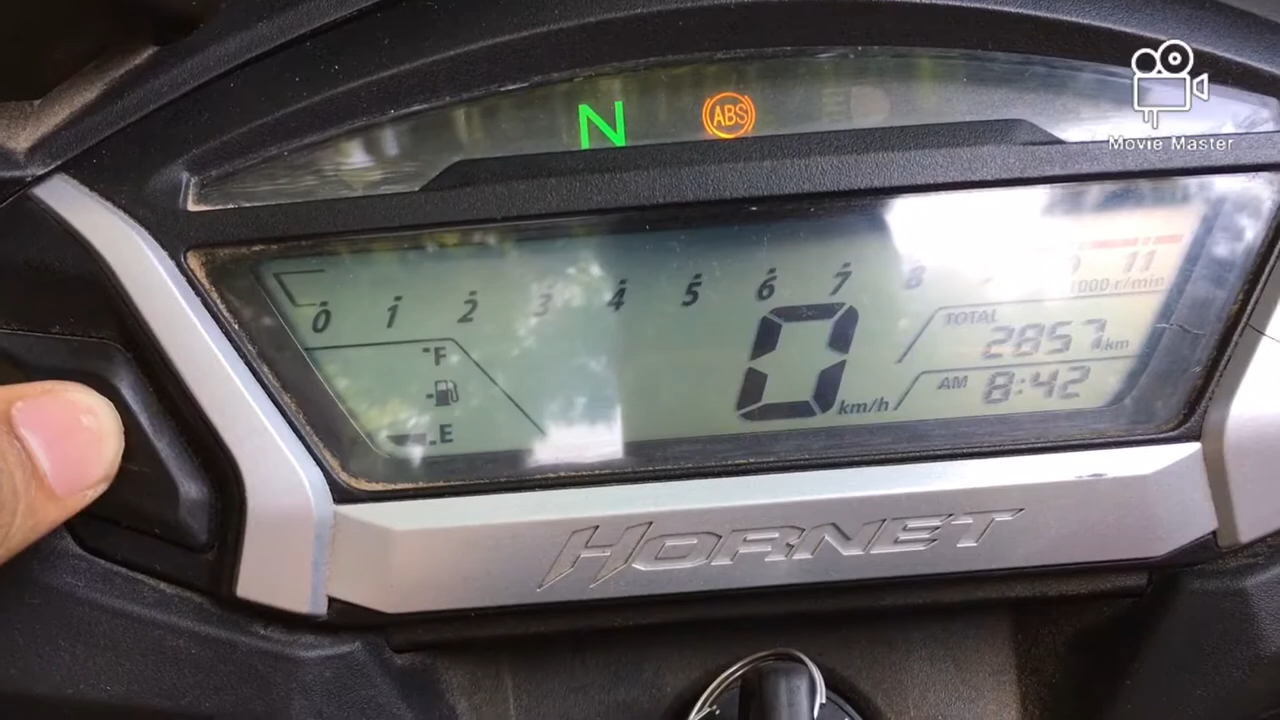 N ABS
Movie Master
0 1 2 3 4 5 6 7 8 11
1000 r/min
F
TOTAL
2857 km
0 km/h
AM 8:42
E
HORNET